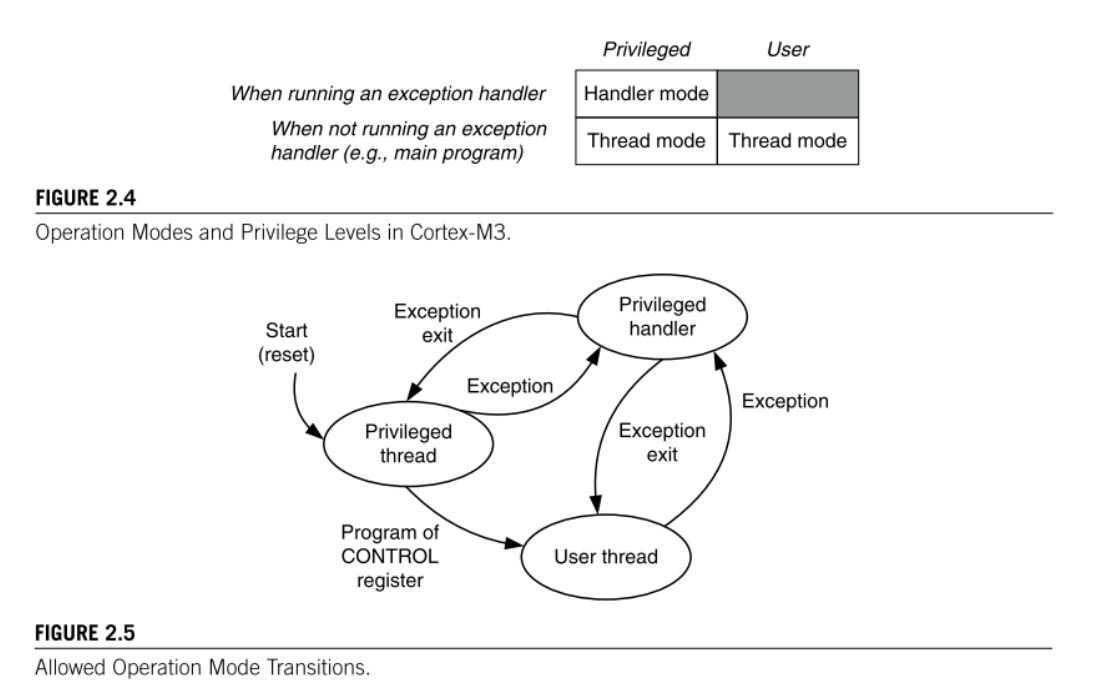 Privileged User
When running an exception handler Handler mode
When not running an exception
handler (e.g., main program) Thread mode Thread mode
FIGURE 2.4
Operation Modes and Privilege Levels in Cortex-M3.
Privileged
handler
Exception
exit
Start
(reset)
Exception
Exception
Privileged
thread
Exception
exit
Program of
CONTROL
register
User thread
FIGURE 2.5
Allowed Operation Mode Transitions.